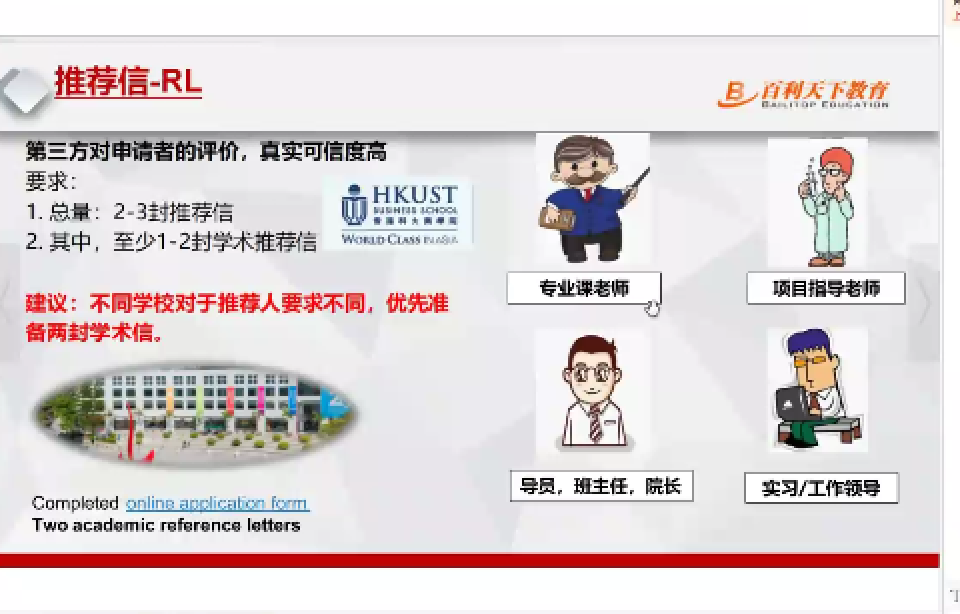 推荐信-RL
百利天下教育
BAILITOP EDUCATION
第三方对申请者的评价，真实可信度高
要求：
1. 总量：2-3封推荐信
2. 其中，至少1-2封学术推荐信
HKUST
BUSINESS SCHOOL
香港科大商學院
WORLD CLASS IN ASIA
建议：不同学校对于推荐人要求不同，优先准
备两封学术信。
专业课老师
项目指导老师
导员，班主任，院长
实习/工作领导
Completed online application form
Two academic reference letters